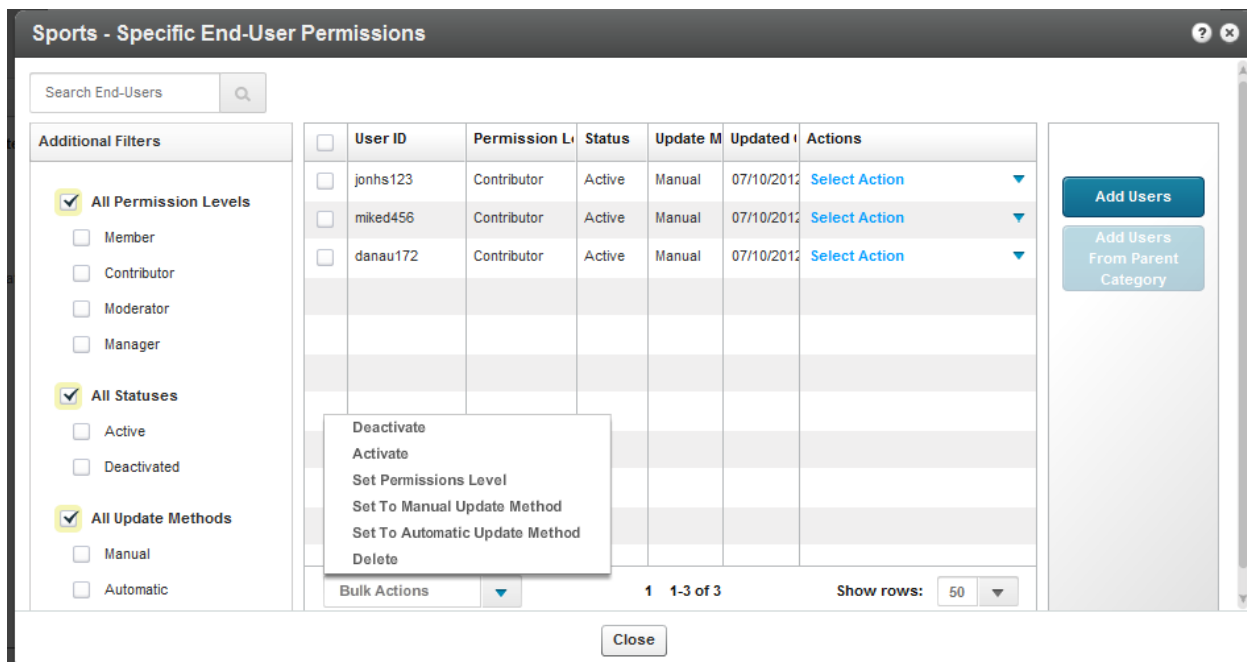 Sports - Specific End-User Permissions
Search End-Users
Additional Filters
All Permission Levels
Member
Contributor
Moderator
Manager
All Statuses
Active
Deactivated
All Update Methods
Manual
Automatic
User ID Permission Le Status Update M Updated Actions
jonhs123 Contributor Active Manual 07/10/2012 Select Action
miked456 Contributor Active Manual 07/10/2012 Select Action
danau172 Contributor Active Manual 07/10/2012 Select Action
Deactivate
Activate
Set Permissions Level
Set To Manual Update Method
Set To Automatic Update Method
Delete
Bulk Actions
1 1-3 of 3
Show rows: 50
Add Users
Add Users
From Parent
Category
Close